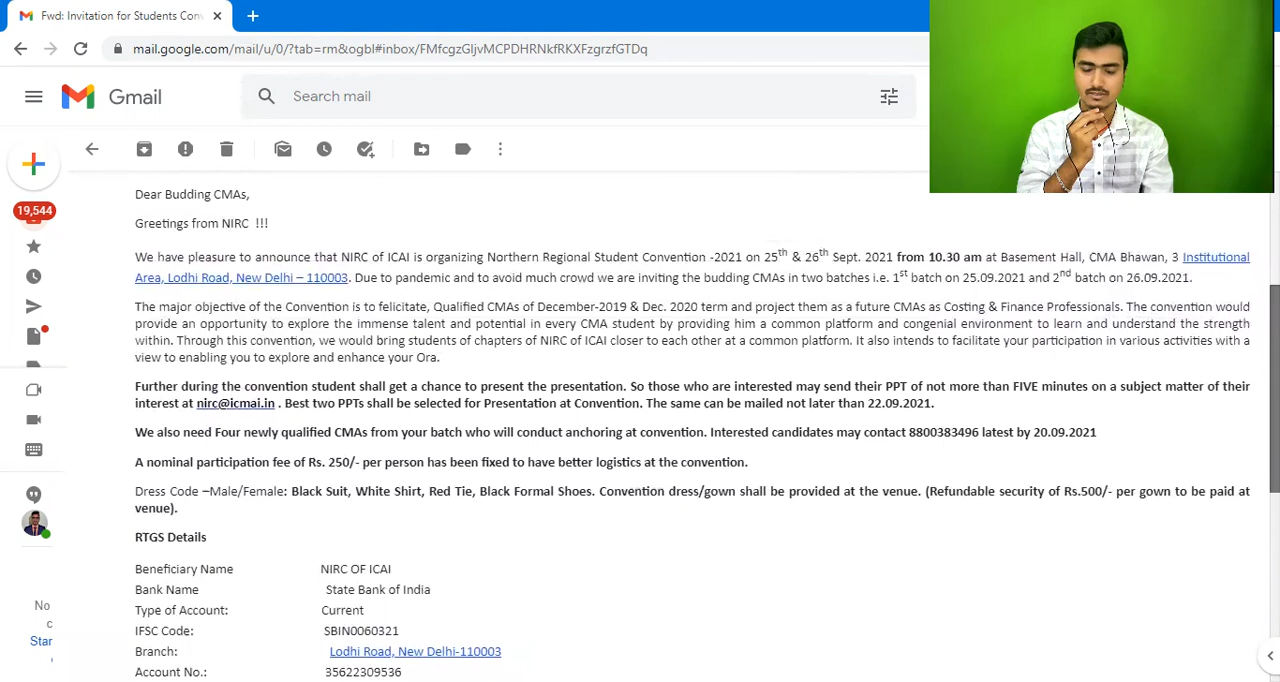 Fwd: Invitation for Students Con
mail.google.com/mail/u/0/?tab=rm&ogbl#inbox/FMfcgzGljvMCPDHRNkfRKXFzgrzfGTDq
Gmail
Search mail
19,544
Dear Budding CMAs,
Greetings from NIRC !!!
We have pleasure to announce that NIRC of ICAI is organizing Northern Regional Student Convention -2021 on 25th & 26th Sept. 2021 from 10.30 am at Basement Hall, CMA Bhawan, 3 Institutional
Area, Lodhi Road, New Delhi – 110003. Due to pandemic and to avoid much crowd we are inviting the budding CMAs in two batches i.e. 1st batch on 25.09.2021 and 2nd batch on 26.09.2021.
The major objective of the Convention is to felicitate, Qualified CMAs of December-2019 & Dec. 2020 term and project them as a future CMAs as Costing & Finance Professionals. The convention would
provide an opportunity to explore the immense talent and potential in every CMA student by providing him a common platform and congenial environment to learn and understand the strength
within. Through this convention, we would bring students of chapters of NIRC of ICAI closer to each other at a common platform. It also intends to facilitate your participation in various activities with a
view to enabling you to explore and enhance your Ora.
Further during the convention student shall get a chance to present the presentation. So those who are interested may send their PPT of not more than FIVE minutes on a subject matter of their
interest at nirc@icmai.in . Best two PPTs shall be selected for Presentation at Convention. The same can be mailed not later than 22.09.2021.
We also need Four newly qualified CMAs from your batch who will conduct anchoring at convention. Interested candidates may contact 8800383496 latest by 20.09.2021
A nominal participation fee of Rs. 250/- per person has been fixed to have better logistics at the convention.
Dress Code –Male/Female: Black Suit, White Shirt, Red Tie, Black Formal Shoes. Convention dress/gown shall be provided at the venue. (Refundable security of Rs.500/- per gown to be paid at
venue).
RTGS Details
Beneficiary Name NIRC OF ICAI
Bank Name State Bank of India
Type of Account: Current
IFSC Code: SBIN0060321
Branch: Lodhi Road, New Delhi-110003
Account No.: 35622309536
No
c
Star